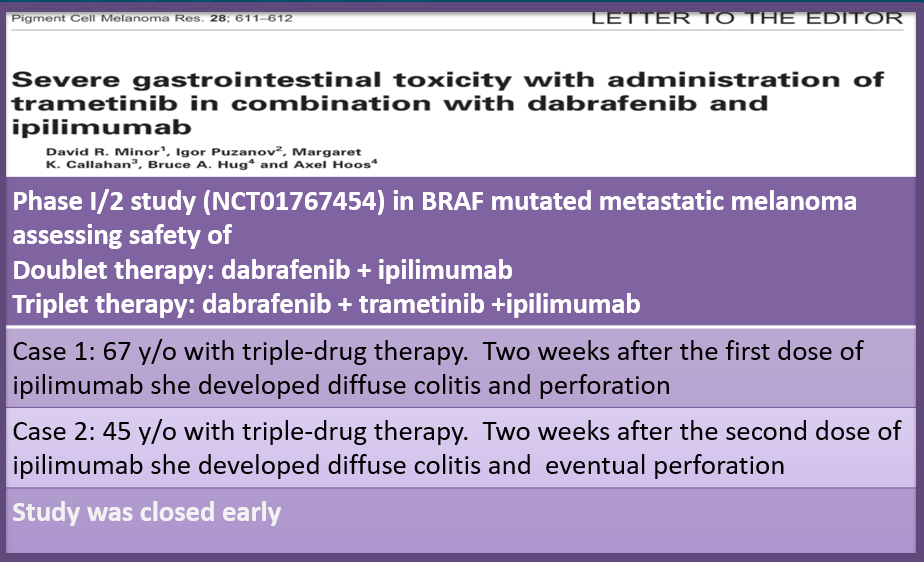 Pigment Cell Melanoma Res. 28; 611–612
LETTER TO THE EDITOR
Severe gastrointestinal toxicity with administration of
trametinib in combination with dabrafenib and
ipilimumab
David R. Minor¹, Igor Puzanov², Margaret
K. Callahan³, Bruce A. Hug⁴ and Axel Hoos⁴
Phase I/2 study (NCT01767454) in BRAF mutated metastatic melanoma
assessing safety of
Doublet therapy: dabrafenib + ipilimumab
Triplet therapy: dabrafenib + trametinib +ipilimumab
Case 1: 67 y/o with triple-drug therapy.  Two weeks after the first dose of
ipilimumab she developed diffuse colitis and perforation
Case 2: 45 y/o with triple-drug therapy.  Two weeks after the second dose of
ipilimumab she developed diffuse colitis and  eventual perforation
Study was closed early